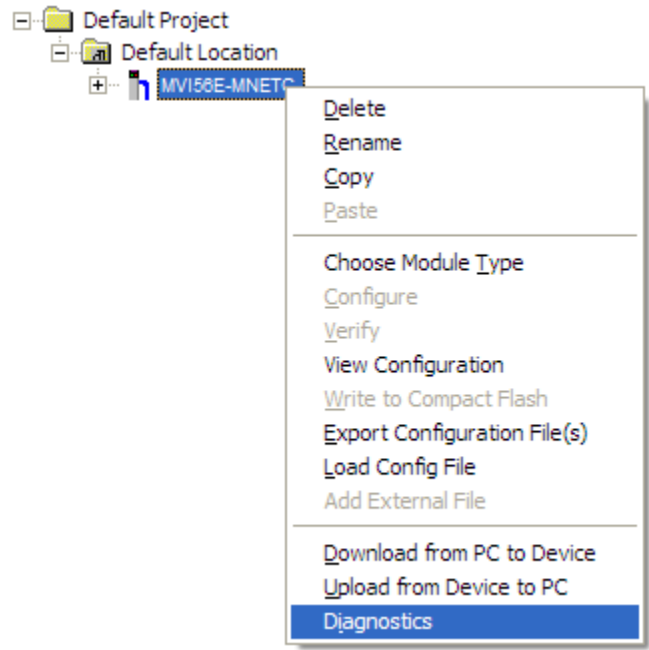 Default Project
Default Location
MVI56E-MNETC
Delete
Rename
Copy
Paste
Choose Module Type
Configure
Verify
View Configuration
Write to Compact Flash
Export Configuration File(s)
Load Config File
Add External File
Download from PC to Device
Upload from Device to PC
Diagnostics